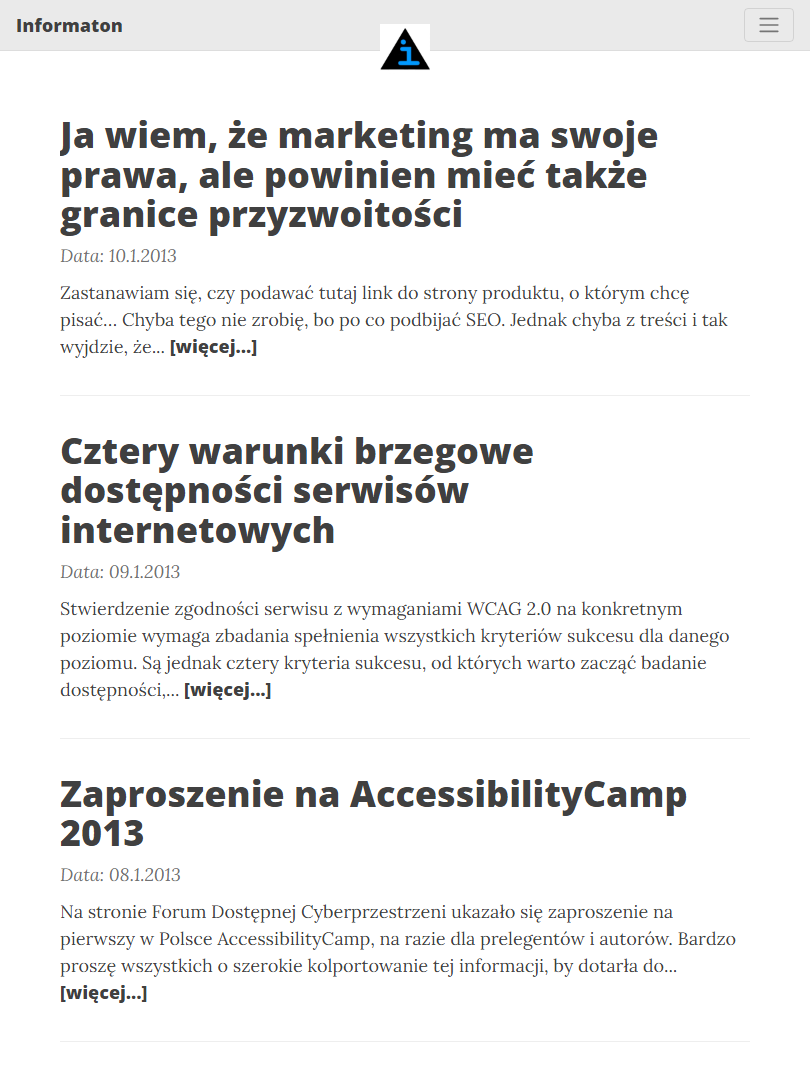 Informaton
i
Ja wiem, że marketing ma swoje
prawa, ale powinien mieć także
granice przyzwoitości
Data: 10.1.2013
Zastanawiam się, czy podawać tutaj link do strony produktu, o którym chcę
pisać… Chyba tego nie zrobię, bo po co podbijać SEO. Jednak chyba z treści i tak
wyjdzie, że... [więcej...]
Cztery warunki brzegowe
dostępności serwisów
internetowych
Data: 09.1.2013
Stwierdzenie zgodności serwisu z wymaganiami WCAG 2.0 na konkretnym
poziomie wymaga zbadania spełnienia wszystkich kryteriów sukcesu dla danego
poziomu. Są jednak cztery kryteria sukcesu, od których warto zacząć badanie
dostępności,... [więcej...]
Zaproszenie na AccessibilityCamp
2013
Data: 08.1.2013
Na stronie Forum Dostępnej Cyberprzestrzeni ukazało się zaproszenie na
pierwszy w Polsce AccessibilityCamp, na razie dla prelegentów i autorów. Bardzo
proszę wszystkich o szerokie kolportowanie tej informacji, by dotarła do...
[więcej...]